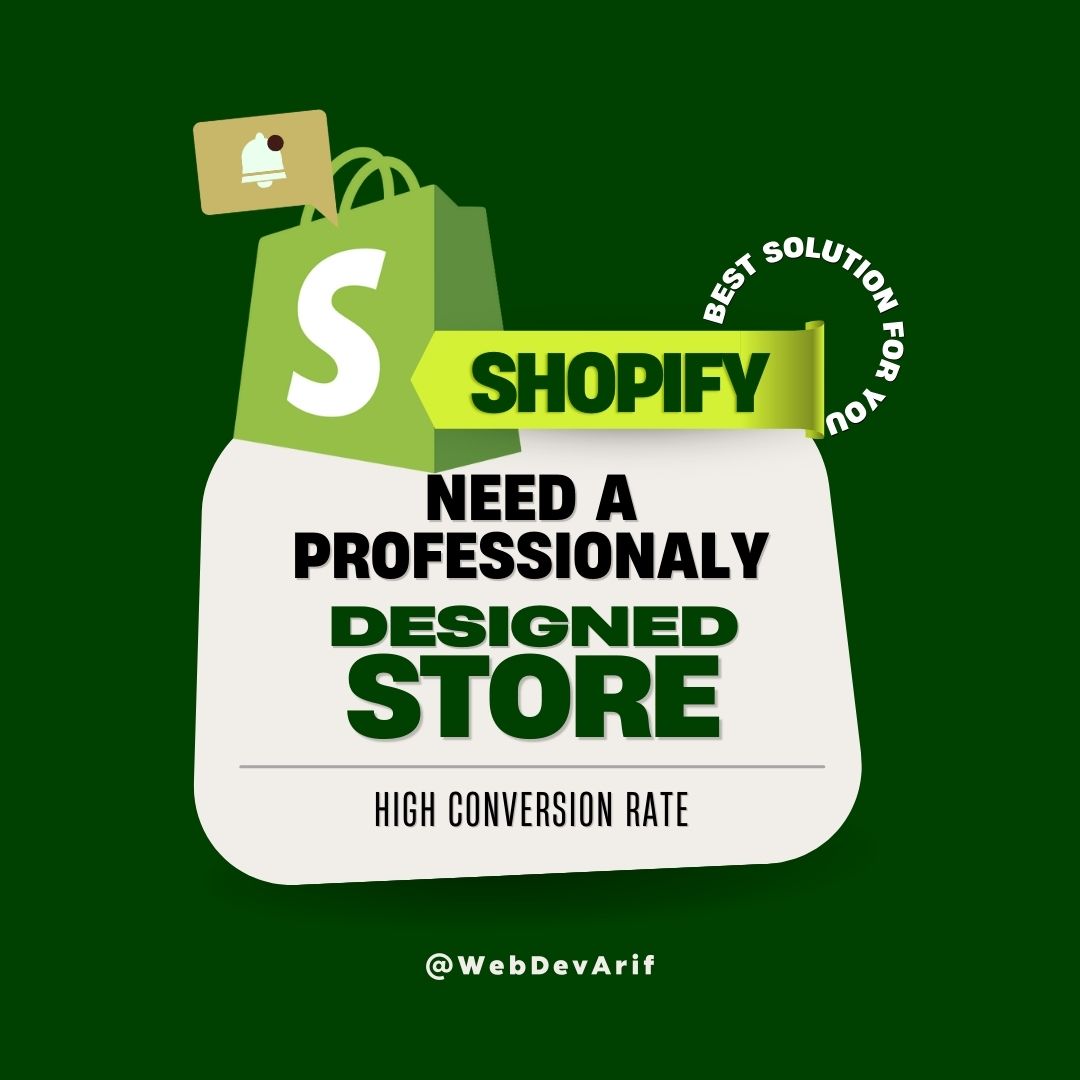 S
BEST SOLUTION FOR YOU
SHOPIFY
NEED A
PROFESSIONALY
DESIGNED
STORE
HIGH CONVERSION RATE
@WebDevArif